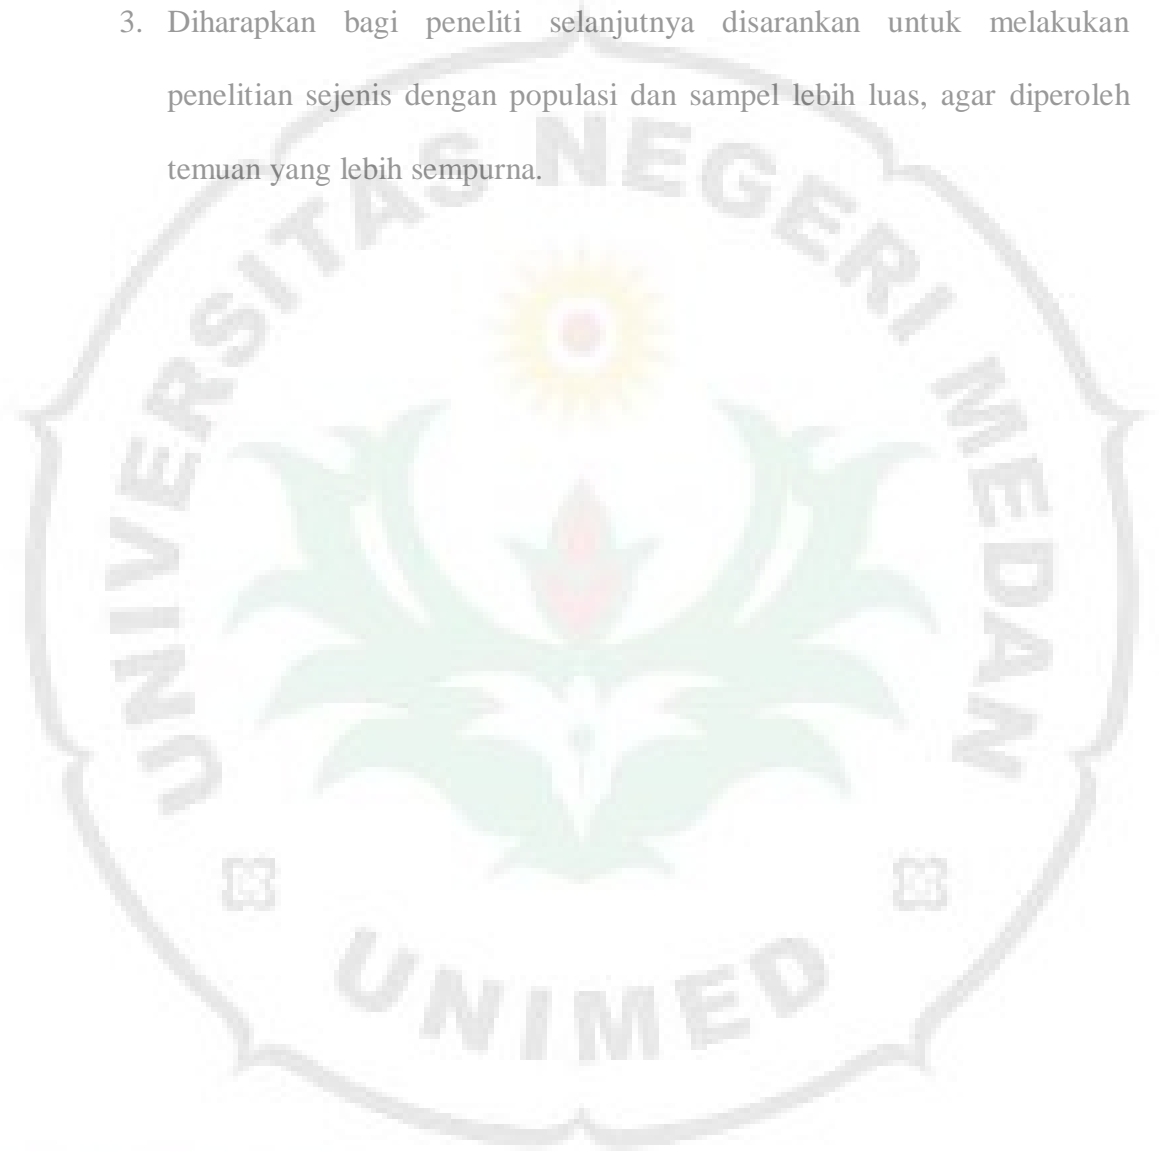 3. Diharapkan bagi peneliti selanjutnya disarankan untuk melakukan
penelitian sejenis dengan populasi dan sampel lebih luas, agar diperoleh
temuan yang lebih sempurna.
UNIVERSITAS NEGERI MEDAN
UNIMED